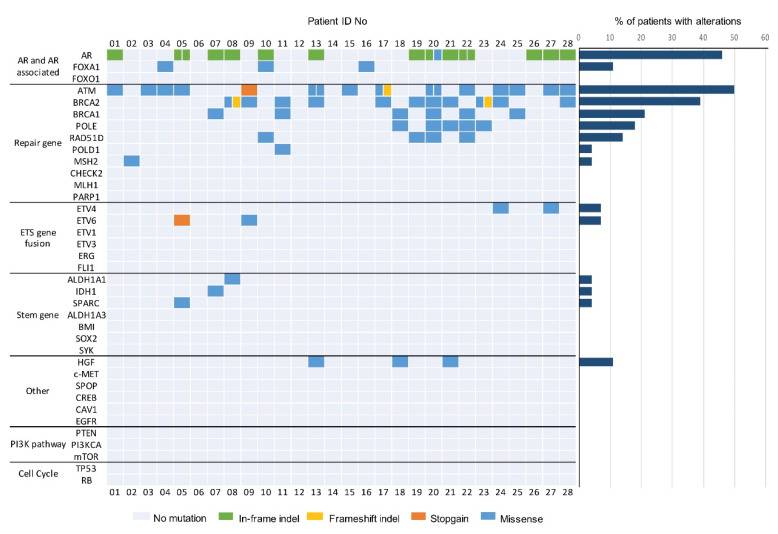 Patient ID No
% of patients with alterations
01 02 03 04 05 06 07 08 09 10 11 12 13 14 15 16 17 18 19 20 21 22 23 24 25 26 27 28
0 10 20 30 40 50 60
AR and AR associated
AR
FOXA1
FOXO1
Repair gene
ATM
BRCA2
BRCA1
POLE
RAD51D
POLD1
MSH2
CHECK2
MLH1
PARP1
ETS gene fusion
ETV4
ETV6
ETV1
ETV3
ERG
FLI1
Stem gene
ALDH1A1
IDH1
SPARC
ALDH1A3
BMI
SOX2
SYK
Other
HGF
c-MET
SPOP
CREB
CAV1
EGFR
PI3K pathway
PTEN
PI3KCA
mTOR
Cell Cycle
TP53
RB
01 02 03 04 05 06 07 08 09 10 11 12 13 14 15 16 17 18 19 20 21 22 23 24 25 26 27 28
No mutation In-frame indel Frameshift indel Stopgain Missense